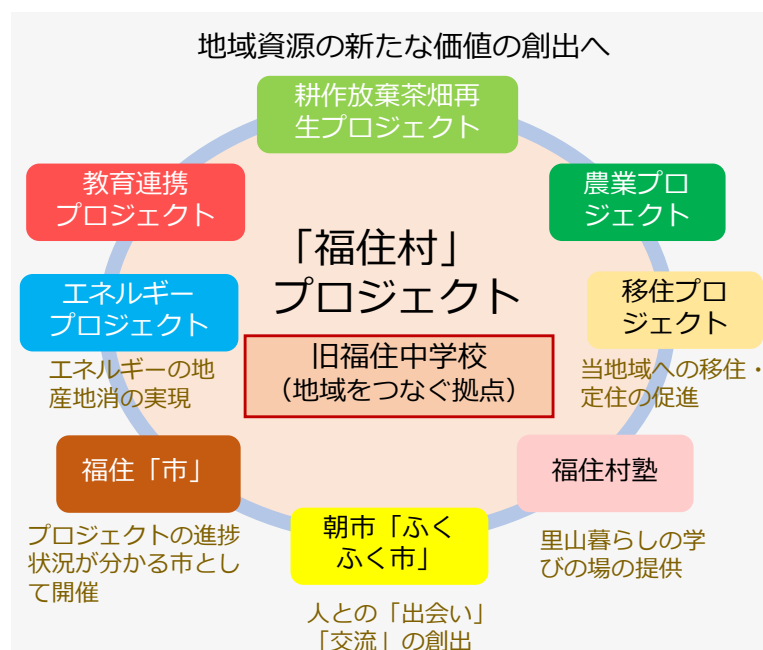 地域資源の新たな価値の創出へ
耕作放棄茶畑再
生プロジェクト
教育連携
プロジェクト
農業プロ
ジェクト
「福住村」
プロジェクト
エネルギー
プロジェクト
移住プロ
ジェクト
旧福住中学校
（地域をつなぐ拠点）
エネルギーの地
産地消の実現
当地域への移住・
定住の促進
福住「市」
福住村塾
プロジェクトの進捗
状況が分かる市とし
て開催
朝市「ふく
ふく市」
里山暮らしの学
びの場の提供
人との「出会い」
「交流」の創出